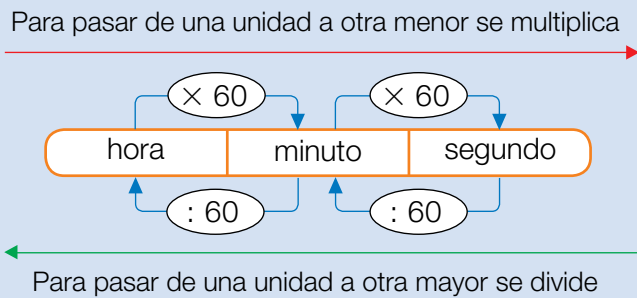 Para pasar de una unidad a otra menor se multiplica
× 60 × 60
hora minuto segundo
: 60 : 60
Para pasar de una unidad a otra mayor se divide